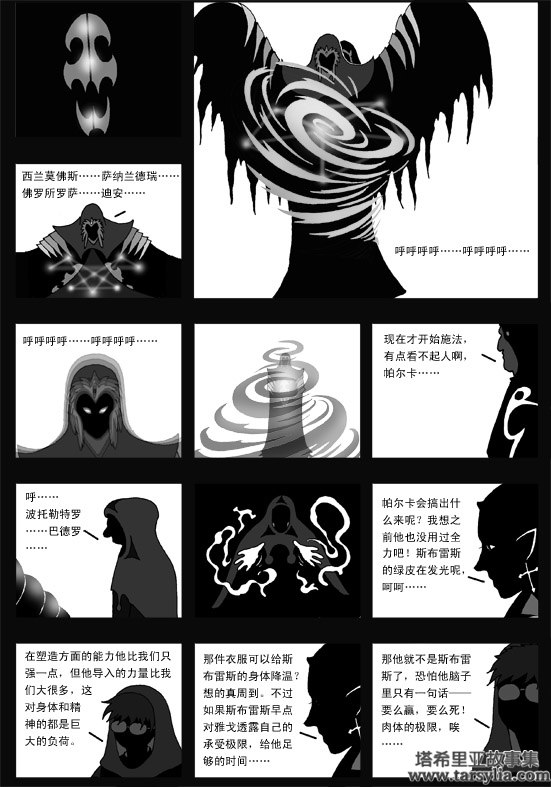 西兰莫佛斯……萨纳兰德瑞……
佛罗所罗萨……迪安……
呼呼呼呼……呼呼呼呼……
呼呼呼呼……呼呼呼呼……
现在才开始施法，
有点看不起人啊，
帕尔卡……
呼……
波托勒特罗
……巴德罗
……
帕尔卡会搞出什
么来呢？我想之
前他也没用过全
力吧！斯布雷斯
的绿皮在发光呢，
呵呵……
在塑造方面的能力他比我们只
强一点，但他导入的力量比我
们大很多，这
对身体和精
神的都是巨
大的负荷。
那件衣服可以给斯
布雷斯的身体降温？
想的真周到。不过
如果斯布雷斯早点
对雅戈透露自己的
承受极限，给他足
够的时间……
那他就不是斯布雷
斯了，恐怕他脑子
里只有一句话——
要么赢，要么死！
肉体的极限，唉
……
塔希里亚故事集
www.tarsylia.com